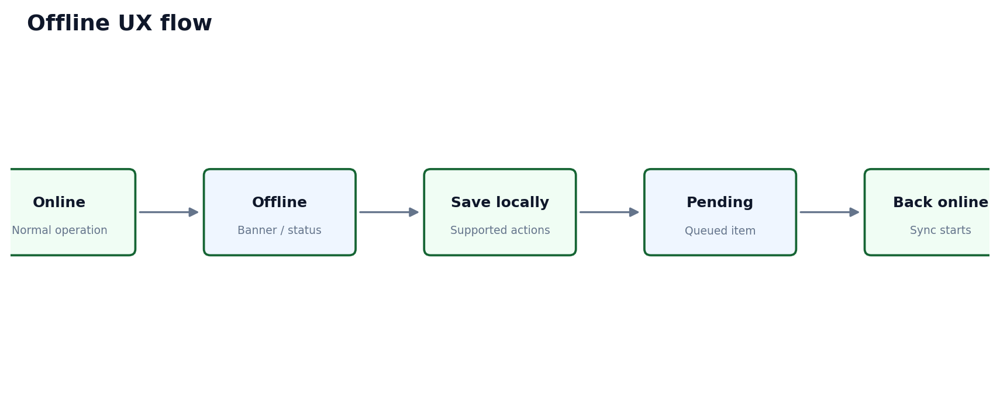 Offline UX flow
Online
Normal operation
Offline
Banner / status
Save locally
Supported actions
Pending
Queued item
Back online
Sync starts